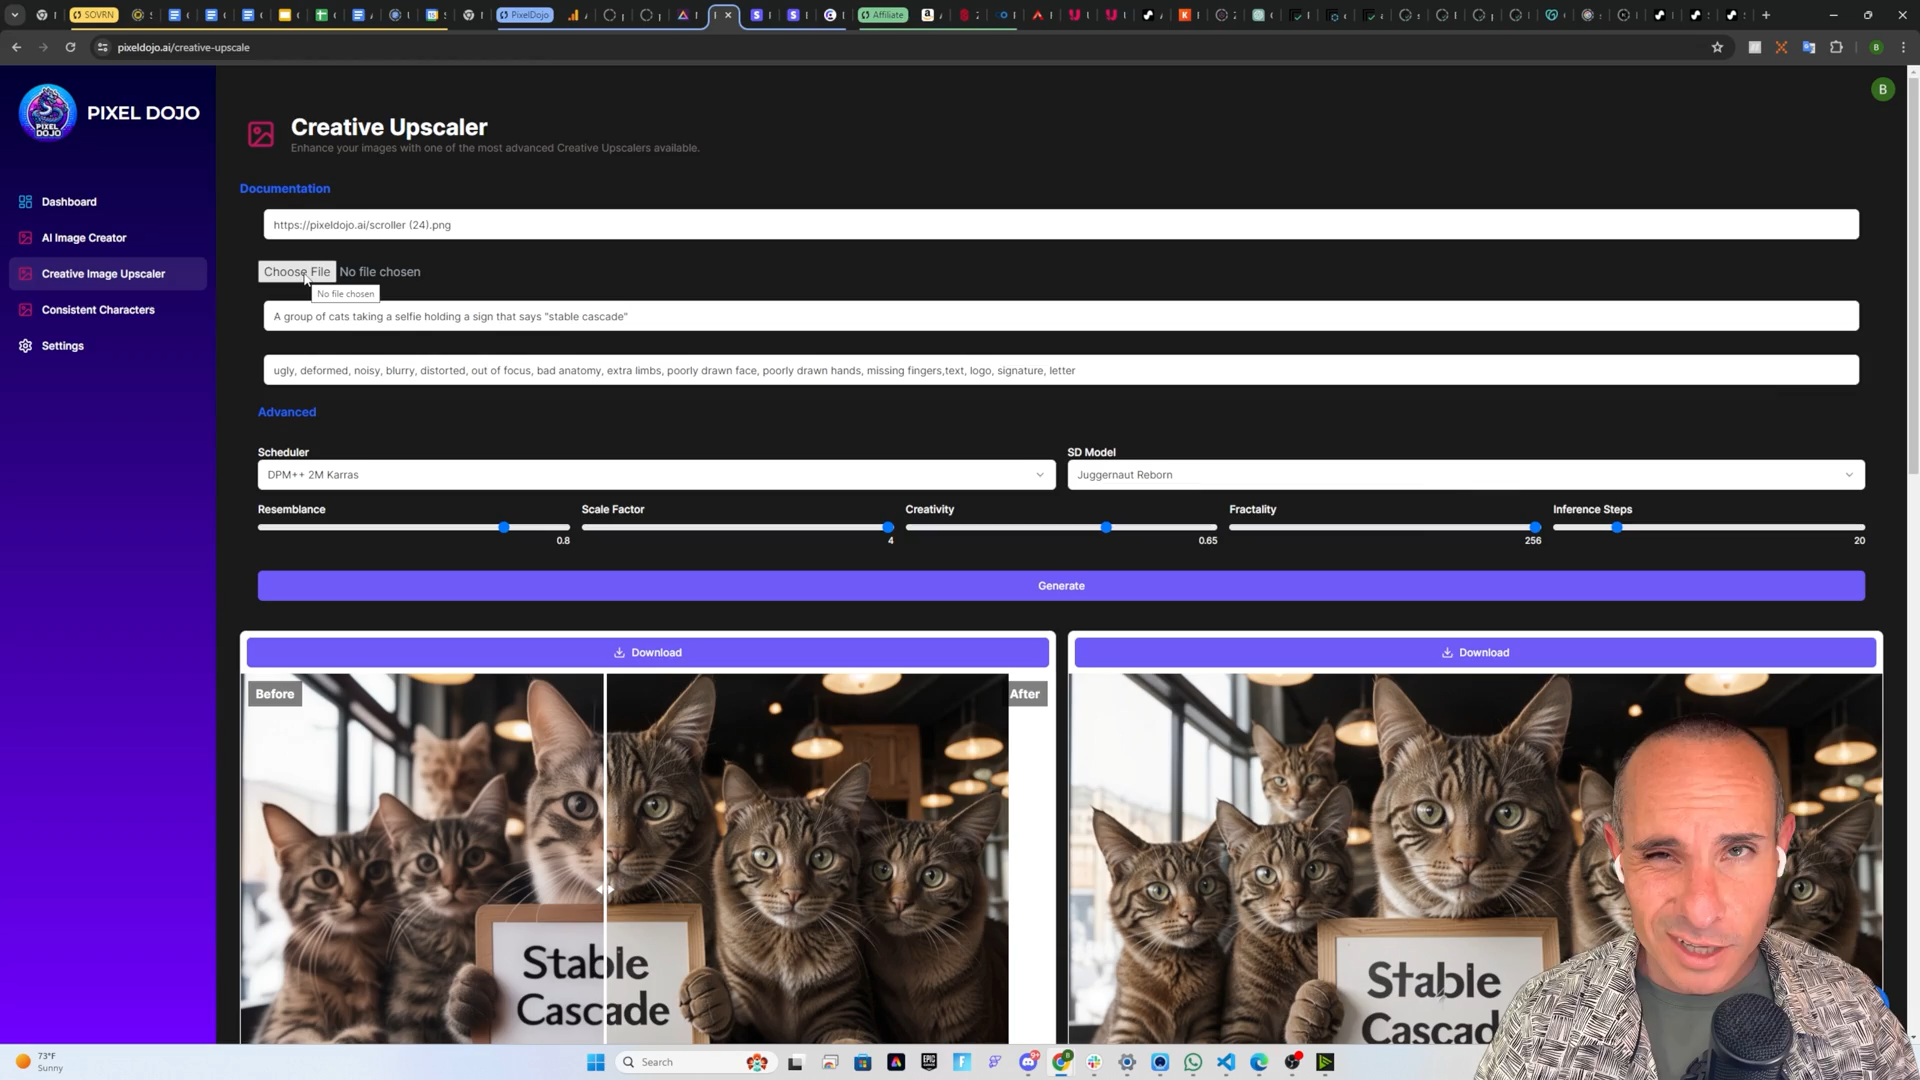 SOVRN
PixelDojo
Affiliate
pixeldojo.ai/creative-upscale
B
PIXEL DOJO
PIXEL
DOJO
B
Creative Upscaler
Enhance your images with one of the most advanced Creative Upscalers available.
Documentation
https://pixeldojo.ai/scroller (24).png
Dashboard
AI Image Creator
Creative Image Upscaler
Consistent Characters
Settings
Choose File No file chosen
No file chosen
A group of cats taking a selfie holding a sign that says "stable cascade"
ugly, deformed, noisy, blurry, distorted, out of focus, bad anatomy, extra limbs, poorly drawn face, poorly drawn hands, missing fingers,text, logo, signature, letter
Advanced
Scheduler
SD Model
DPM++ 2M Karras
Juggernaut Reborn
Resemblance
Scale Factor
Creativity
Fractality
Inference Steps
0.8
4
0.65
256
20
Generate
Download
Download
Before
After
Stable
Cascade
Stable
Cascad
73°F
Sunny
Search
EPIC
GAMES